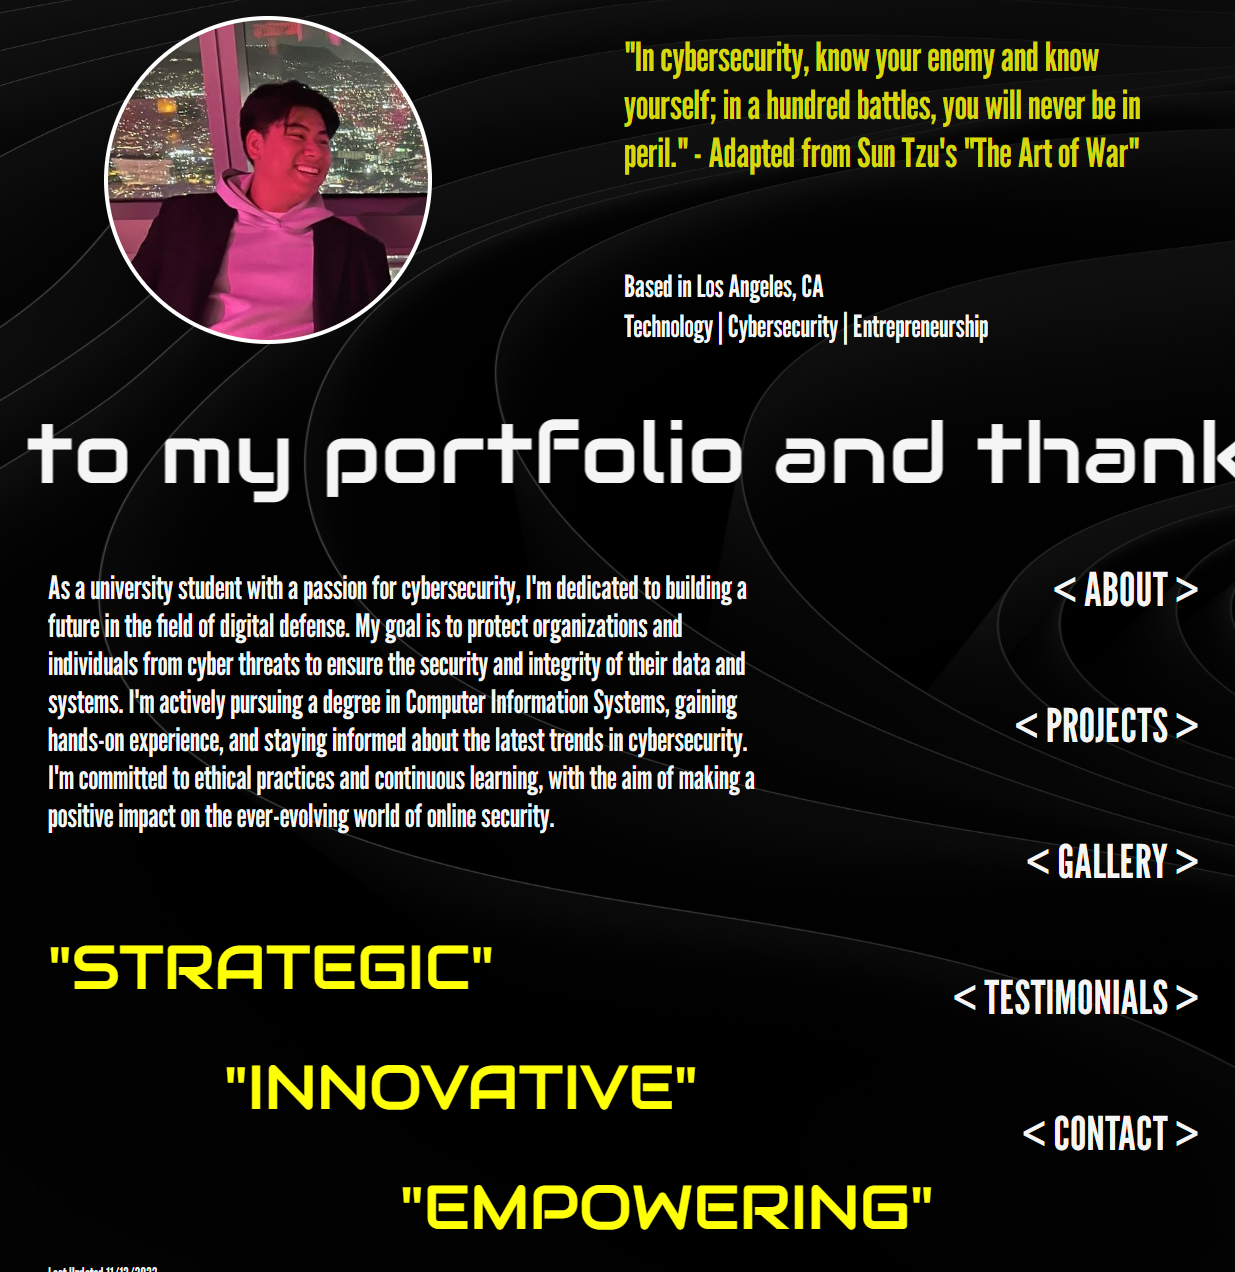 "In cybersecurity, know your enemy and know
yourself; in a hundred battles, you will never be in
peril." - Adapted from Sun Tzu's "The Art of War"
Based in Los Angeles, CA
Technology | Cybersecurity | Entrepreneurship
to my portfolio and thank
As a university student with a passion for cybersecurity, I'm dedicated to building a
future in the field of digital defense. My goal is to protect organizations and
individuals from cyber threats to ensure the security and integrity of their data and
systems. I'm actively pursuing a degree in Computer Information Systems, gaining
hands-on experience, and staying informed about the latest trends in cybersecurity.
I'm committed to ethical practices and continuous learning, with the aim of making a
positive impact on the ever-evolving world of online security.
< ABOUT >
< PROJECTS >
< GALLERY >
< TESTIMONIALS >
< CONTACT >
"STRATEGIC"
"INNOVATIVE"
"EMPOWERING"
Last Updated 11/12/2023